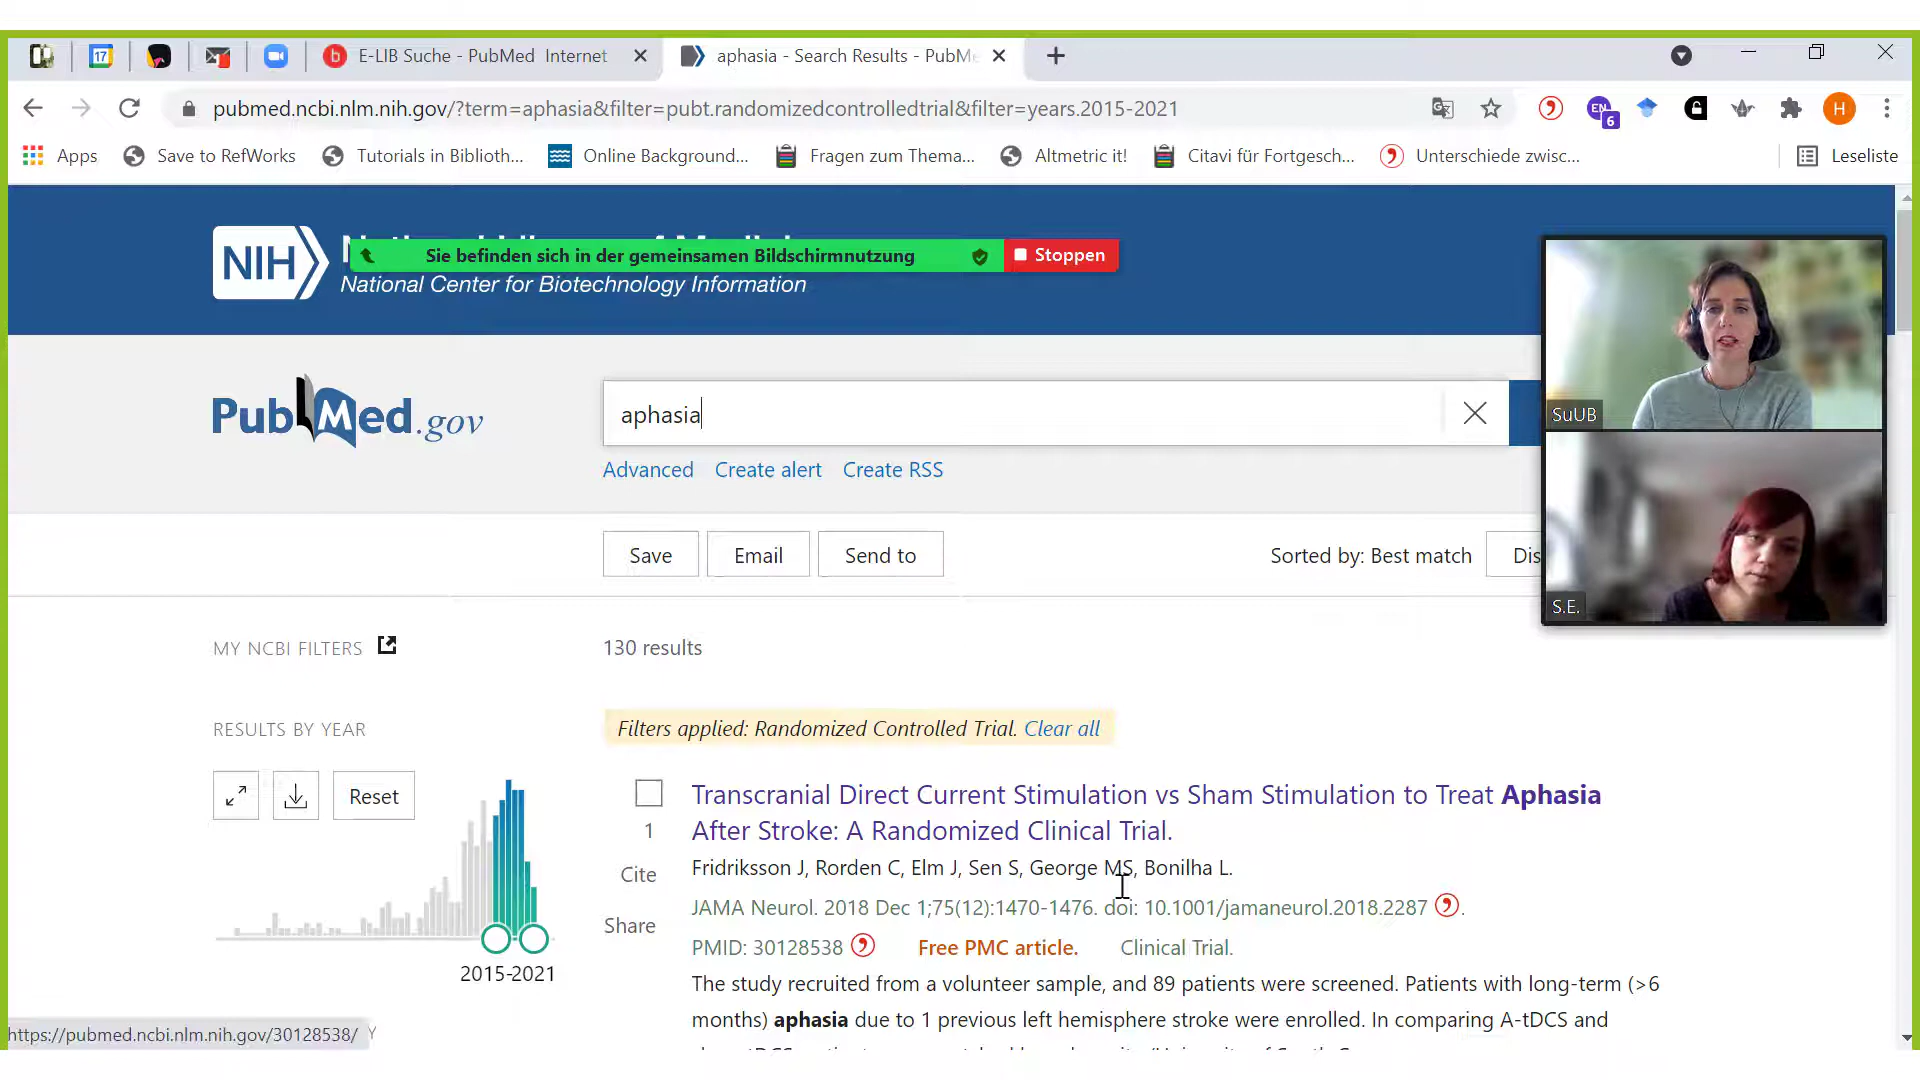 17
E-LIB Suche - PubMed Internet
aphasia - Search Results - PubMe
pubmed.ncbi.nlm.nih.gov/?term=aphasia&filter=pubt.randomizedcontrolledtrial&filter=years.2015-2021
EN
6
H
Apps
Save to RefWorks
Tutorials in Biblioth...
Online Background...
Fragen zum Thema...
Altmetric it!
Citavi für Fortgesch...
Unterschiede zwisc...
Leseliste
NIH
Sie befinden sich in der gemeinsamen Bildschirmnutzung
Stoppen
National Center for Biotechnology Information
PubMed.gov
aphasia
SuUB
Advanced
Create alert
Create RSS
Save
Email
Send to
Sorted by: Best match
Dis
S.E.
MY NCBI FILTERS
130 results
RESULTS BY YEAR
Filters applied: Randomized Controlled Trial. Clear all
Reset
2015-2021
1
Cite
Share
Transcranial Direct Current Stimulation vs Sham Stimulation to Treat Aphasia
After Stroke: A Randomized Clinical Trial.
Fridriksson J, Rorden C, Elm J, Sen S, George MS, Bonilha L.
JAMA Neurol. 2018 Dec 1;75(12):1470-1476. doi: 10.1001/jamaneurol.2018.2287 .
PMID: 30128538 Free PMC article. Clinical Trial.
The study recruited from a volunteer sample, and 89 patients were screened. Patients with long-term (>6
months) aphasia due to 1 previous left hemisphere stroke were enrolled. In comparing A-tDCS and
https://pubmed.ncbi.nlm.nih.gov/30128538/